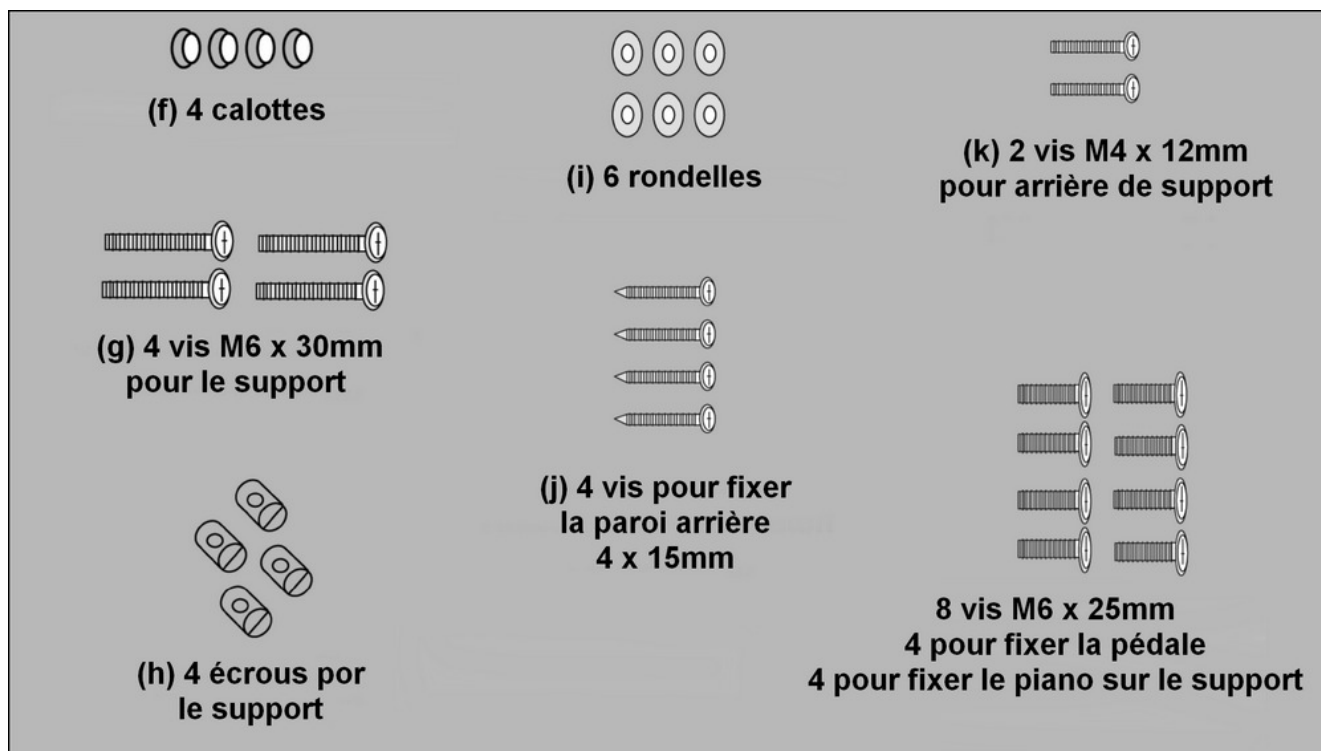 (f) 4 calottes
(g) 4 vis M6 x 30mm
pour le support
(h) 4 écrous por
le support
(i) 6 rondelles
(j) 4 vis pour fixer
la paroi arrière
4 x 15mm
(k) 2 vis M4 x 12mm
pour arrière de support
8 vis M6 x 25mm
4 pour fixer la pédale
4 pour fixer le piano sur le support